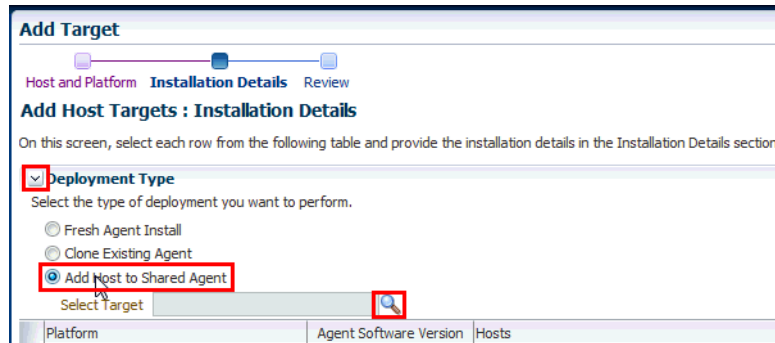 Add Target
Host and Platform Installation Details Review
Add Host Targets : Installation Details
On this screen, select each row from the following table and provide the installation details in the Installation Details section
Deployment Type
Select the type of deployment you want to perform.
Fresh Agent Install
Clone Existing Agent
Add Host to Shared Agent
Select Target
Platform Agent Software Version Hosts